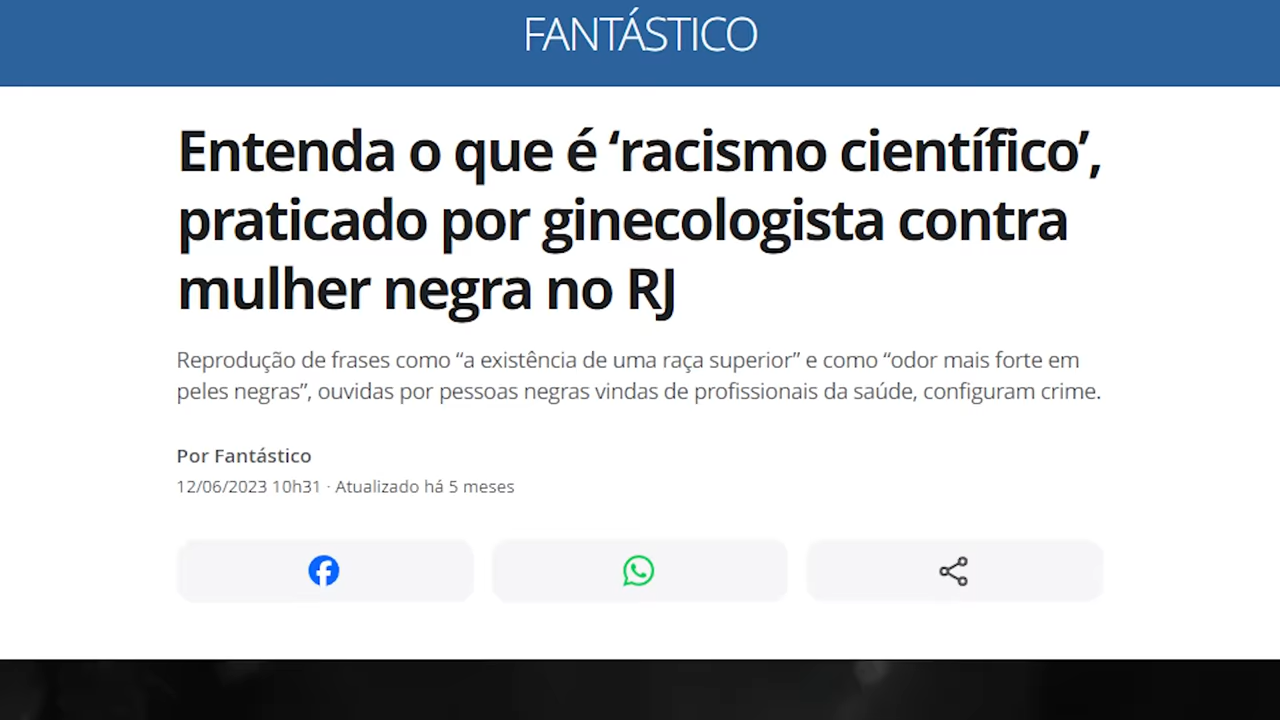 FANTÁSTICO
Entenda o que é ‘racismo científico’,
praticado por ginecologista contra
mulher negra no RJ
Reprodução de frases como “a existência de uma raça superior” e como “odor mais forte em
peles negras”, ouvidas por pessoas negras vindas de profissionais da saúde, configuram crime.
Por Fantástico
12/06/2023 10h31 · Atualizado há 5 meses